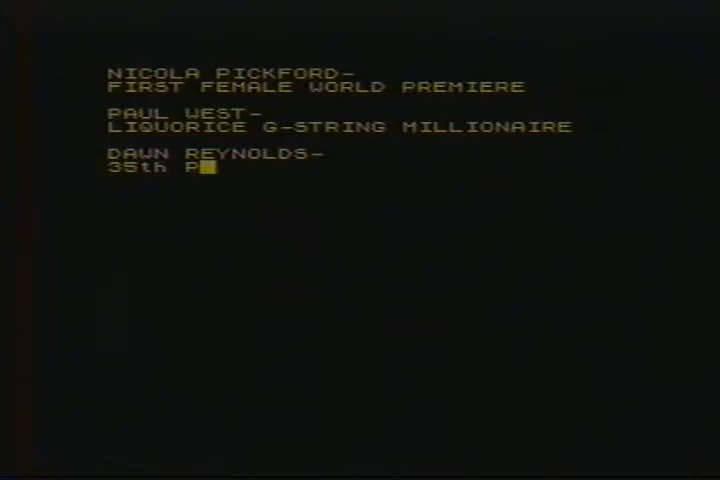 NICOLA PICKFORD-
FIRST FEMALE WORLD PREMIERE
PAUL WEST-
LIQUORICE G-STRING MILLIONAIRE
DAWN REYNOLDS-
35th P